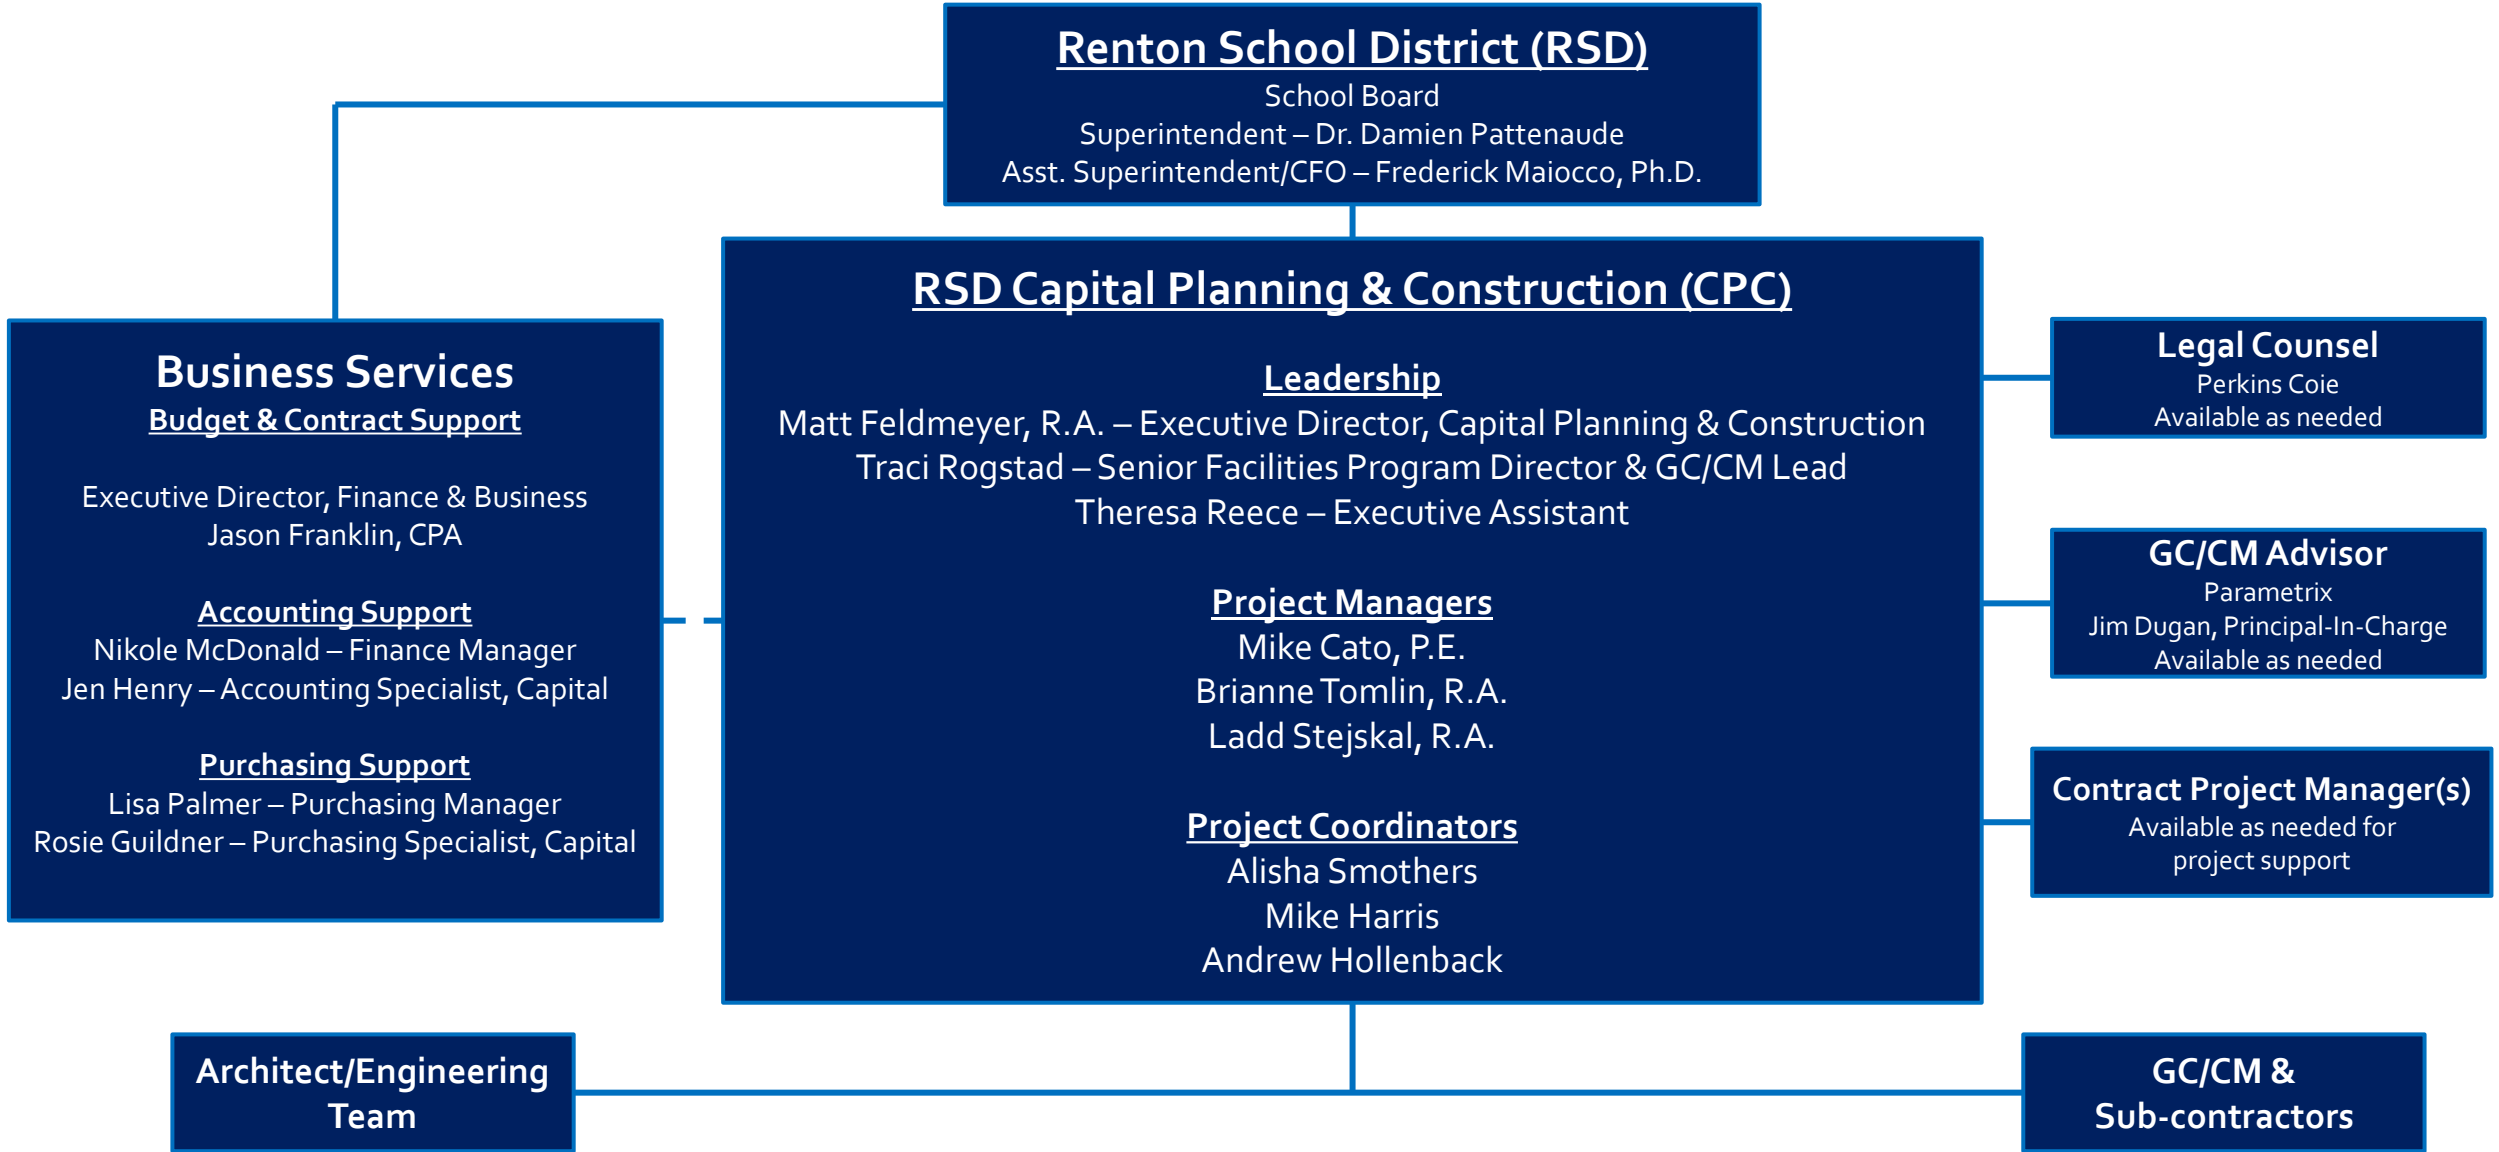 Renton School District (RSD)
School Board
Superintendent – Dr. Damien Pattenaude
Asst. Superintendent/CFO – Frederick Maiocco, Ph.D.
RSD Capital Planning & Construction (CPC)
Leadership
Matt Feldmeyer, R.A. – Executive Director, Capital Planning & Construction
Traci Rogstad – Senior Facilities Program Director & GC/CM Lead
Theresa Reece – Executive Assistant
Project Managers
Mike Cato, P.E.
Brianne Tomlin, R.A.
Ladd Stejskal, R.A.
Project Coordinators
Alisha Smothers
Mike Harris
Andrew Hollenback
Business Services
Budget & Contract Support
Executive Director, Finance & Business
Jason Franklin, CPA
Accounting Support
Nikole McDonald – Finance Manager
Jen Henry – Accounting Specialist, Capital
Purchasing Support
Lisa Palmer – Purchasing Manager
Rosie Guildner – Purchasing Specialist, Capital
Legal Counsel
Perkins Coie
Available as needed
GC/CM Advisor
Parametrix
Jim Dugan, Principal-In-Charge
Available as needed
Contract Project Manager(s)
Available as needed for
project support
Architect/Engineering
Team
GC/CM &
Sub-contractors